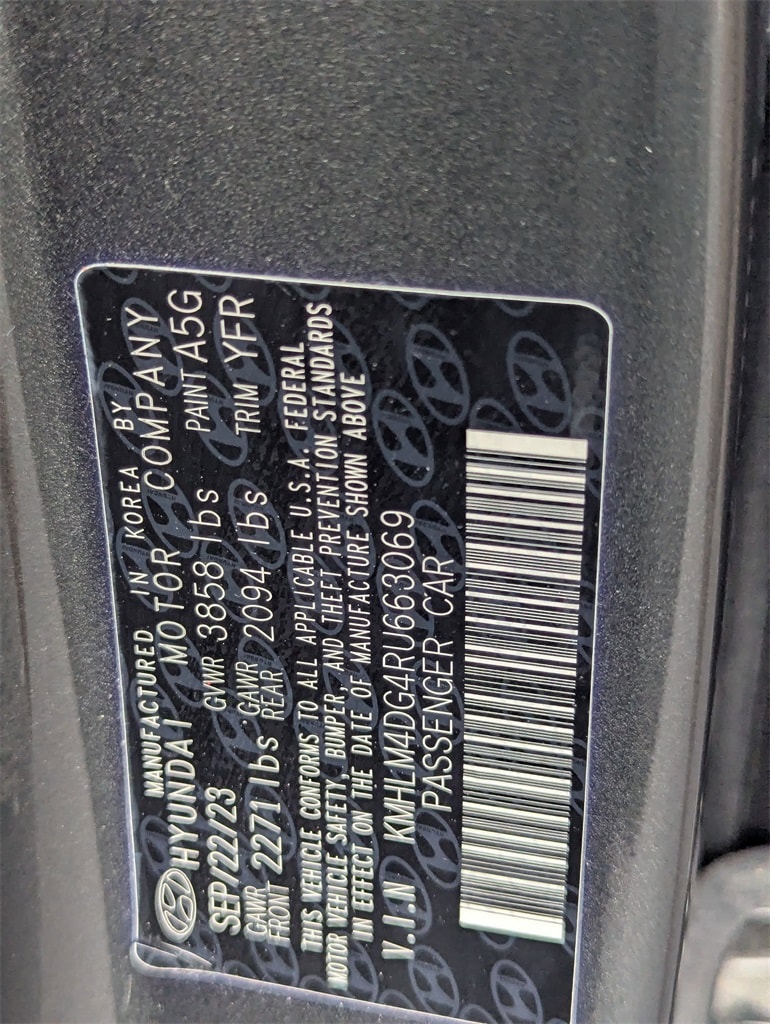 MANUFACTURED IN KOREA BY
HYUNDAI MOTOR COMPANY
SEP/22/23 GVWR 3858 lbs PAINT A5G
GAWR FRONT 2271 lbs GAWR REAR 2094 lbs TRIM YFR
THIS VEHICLE CONFORMS TO ALL APPLICABLE U.S.A. FEDERAL
MOTOR VEHICLE SAFETY, BUMPER, AND THEFT PREVENTION STANDARDS
IN EFFECT ON THE DATE OF MANUFACTURE SHOWN ABOVE
V.I.N KMHLM4DG4RU663069
PASSENGER CAR